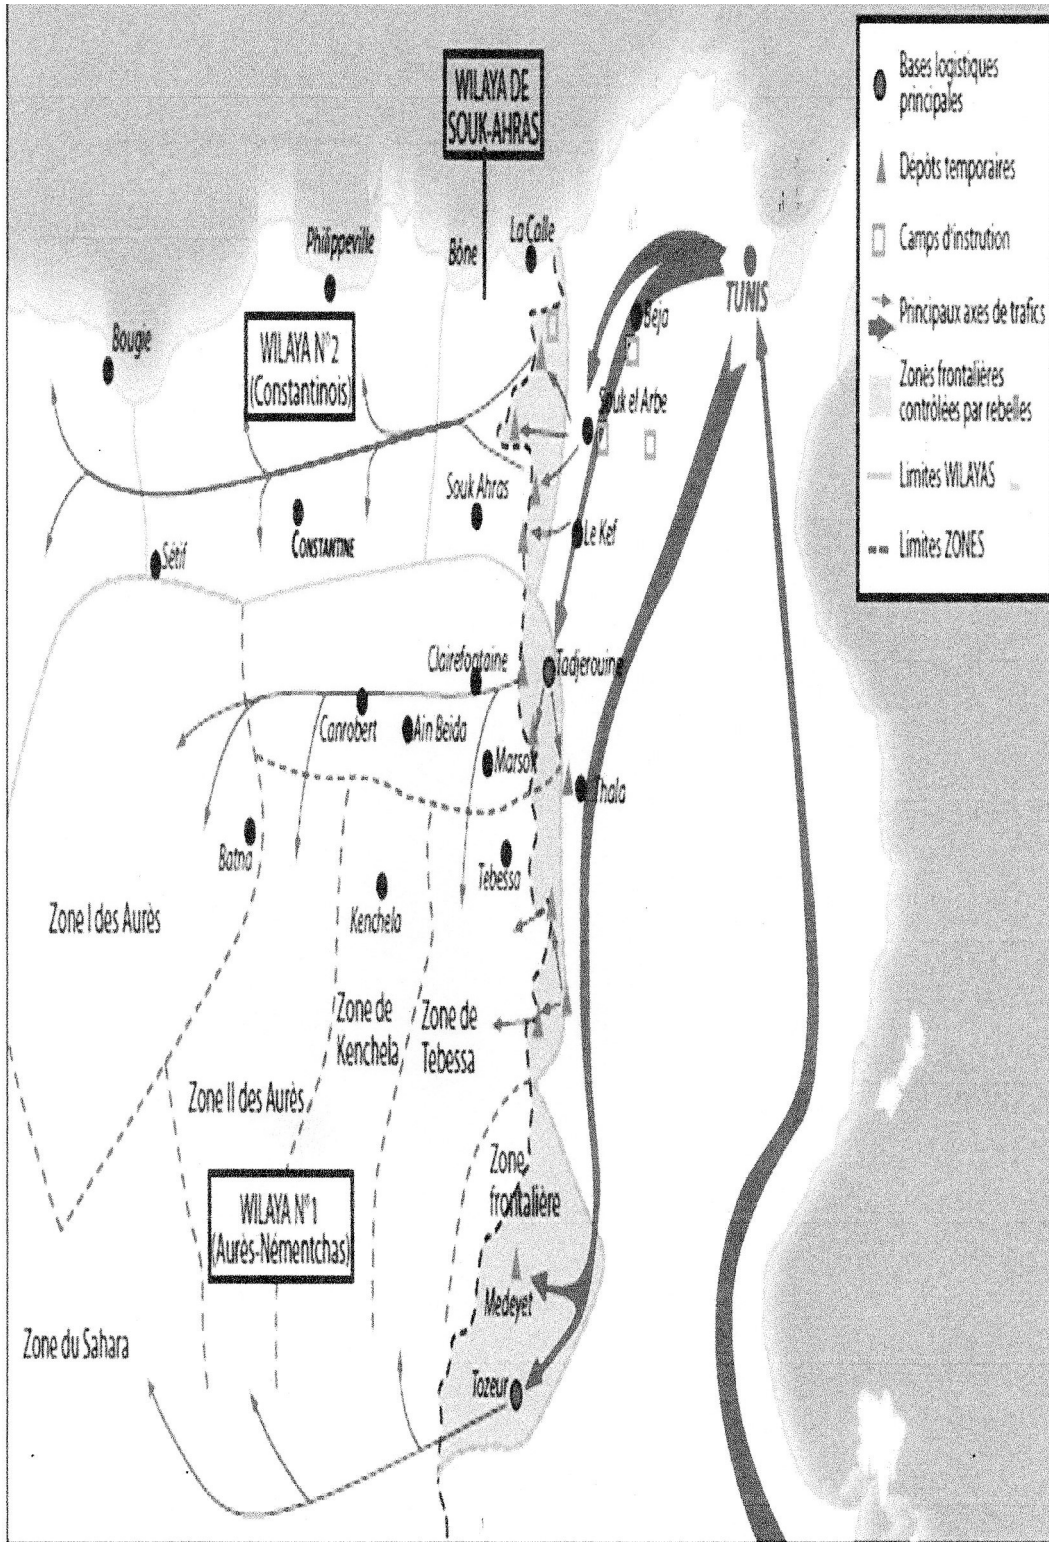 WILAYA DE
SOUK-AHRAS
Bases logistiques
principales
Dépôts temporaires
Camps d'instrution
Principaux axes de trafics
Zones frontalières
contrôlées par rebelles
Limites WILAYAS
Limites ZONES
La Calle
Bône
Philippeville
TUNIS
Beja
Bougie
WILAYA N°2
(Constantinois)
Souk el Arbe
Souk Ahras
Le Kef
CONSTANTINE
Sétif
Clairefontaine
Tadjerouine
Canrobert
Ain Beida
Marsott
Thala
Batna
Tebessa
Kenchela
Zone I des Aurès
Zone de
Kenchela
Zone de
Tebessa
Zone II des Aurès
Zone
frontalière
WILAYA N°1
(Aurès-Némentchas)
Medeyet
Zone du Sahara
Tozeur